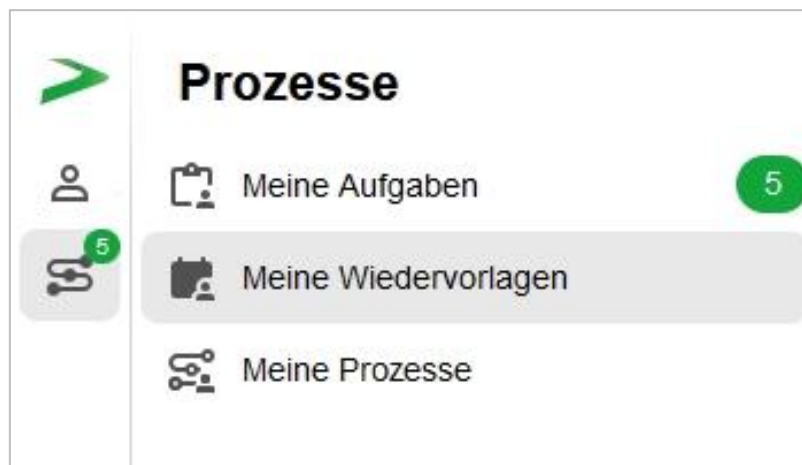 Prozesse
Meine Aufgaben 5
5
Meine Wiedervorlagen
Meine Prozesse